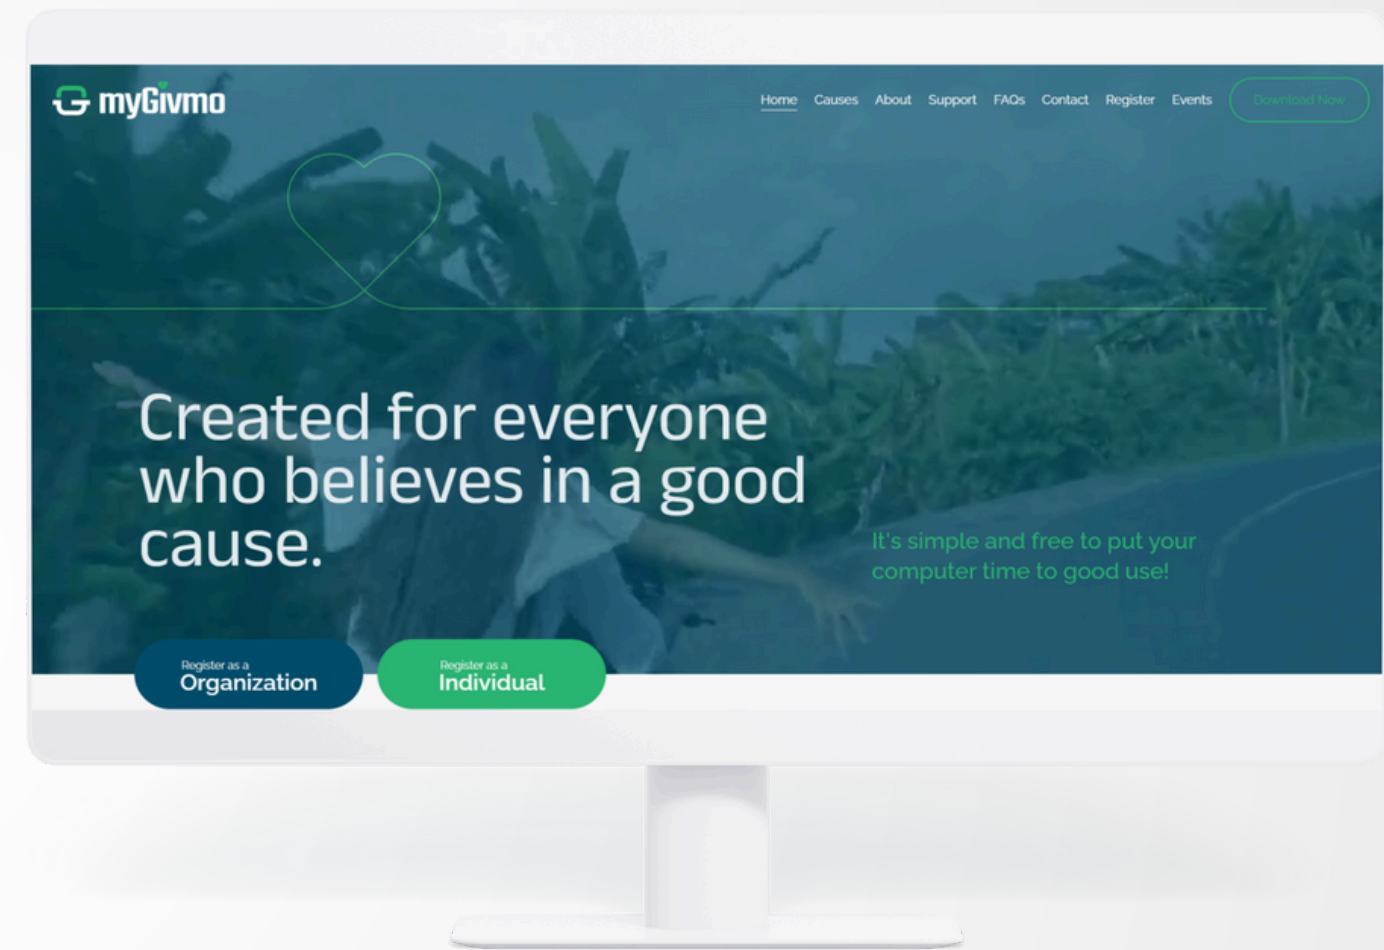 myGivmo
Home Causes About Support FAQs Contact Register Events Download Now
Created for everyone
who believes in a good
cause.
It's simple and free to put your
computer time to good use!
Register as a
Organization
Register as a
Individual